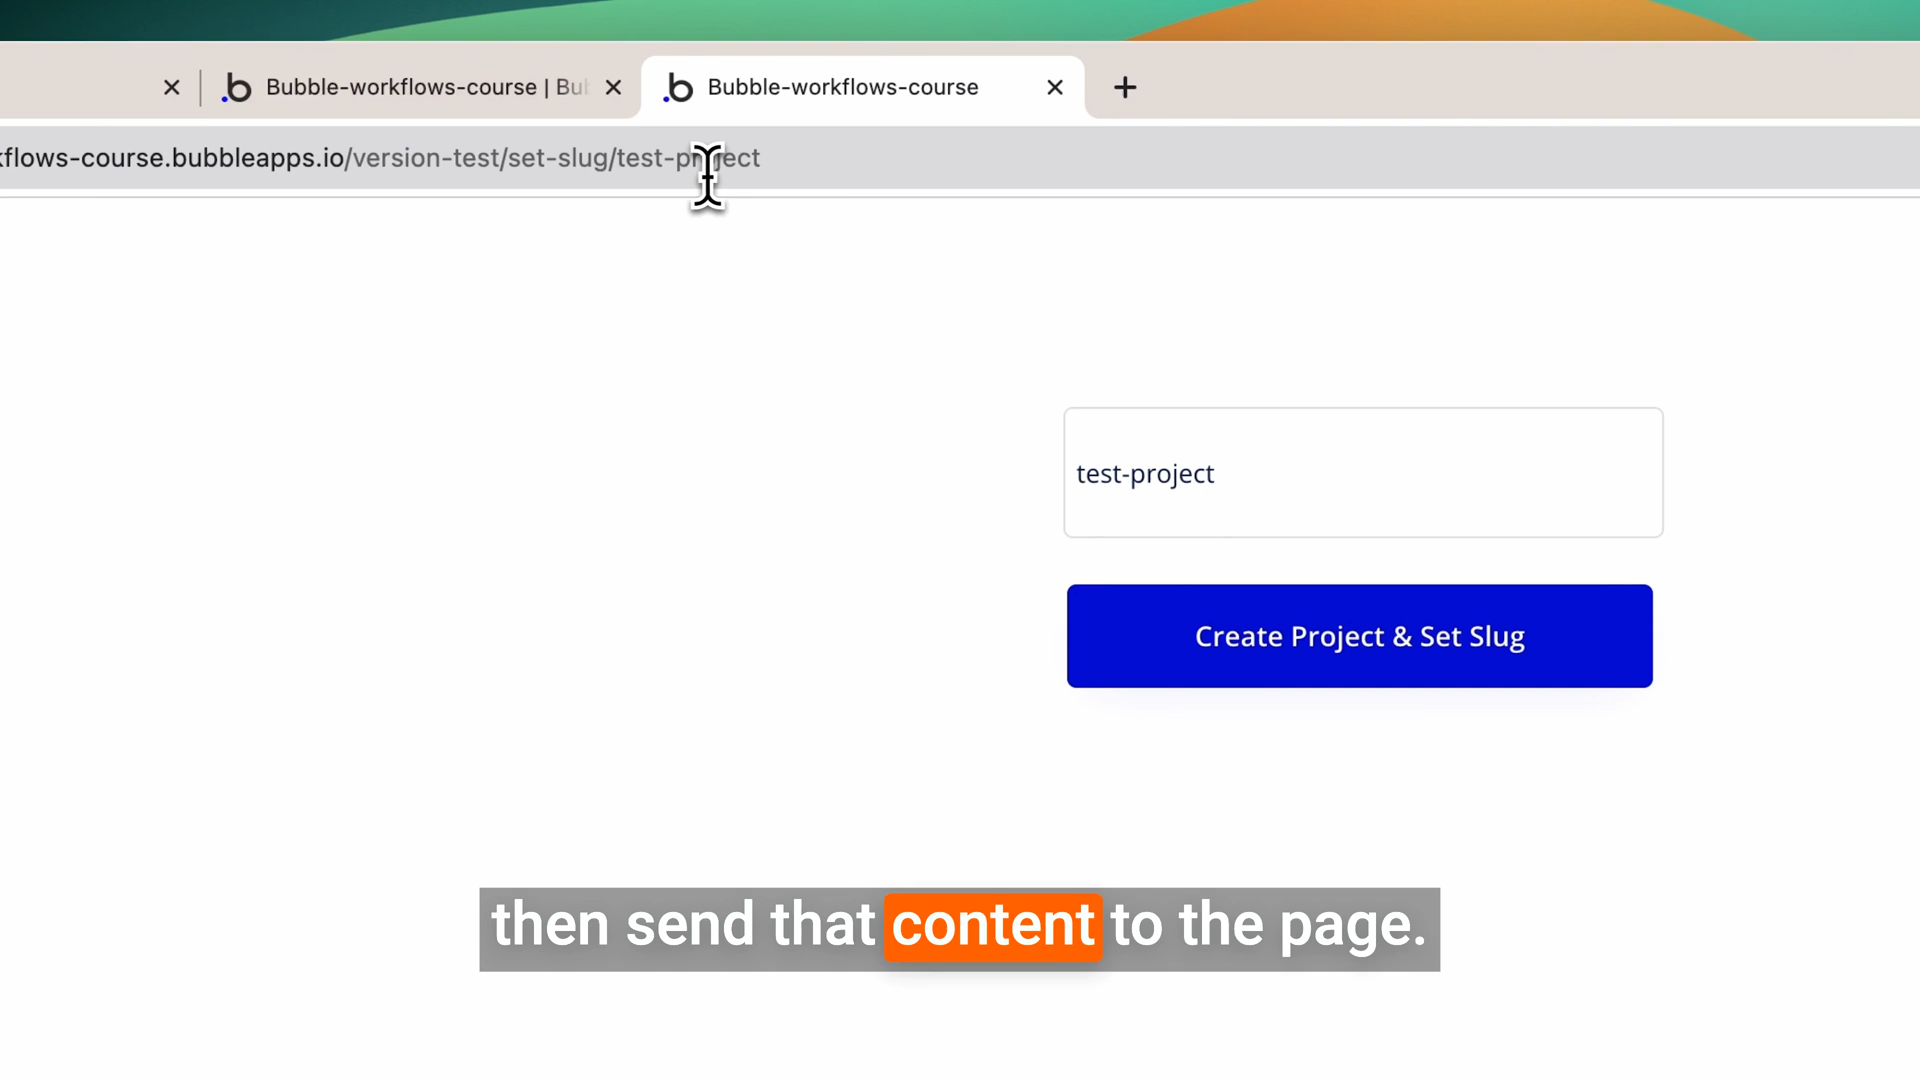 Bubble-workflows-course | Bu
Bubble-workflows-course
flows-course.bubbleapps.io/version-test/set-slug/test-project
test-project
Create Project & Set Slug
then send that content to the page.